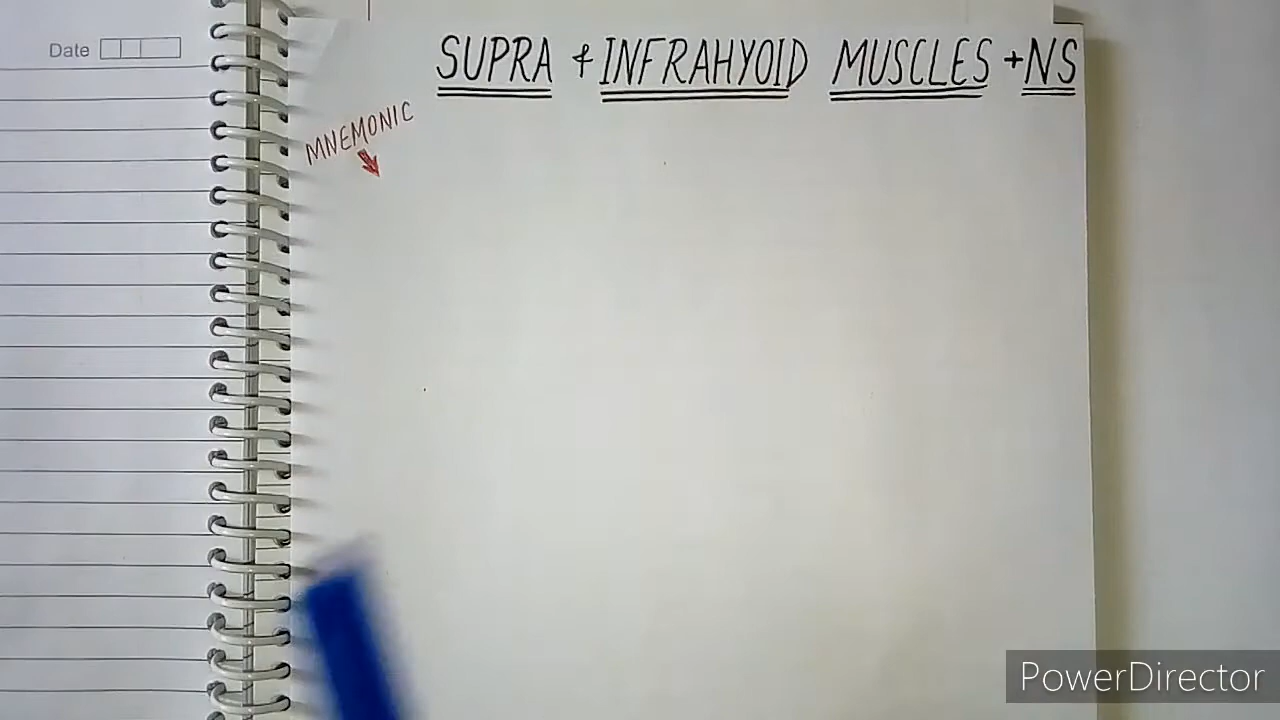 Date
SUPRA & INFRAHYOID MUSCLES + NS
MNEMONIC
PowerDirector